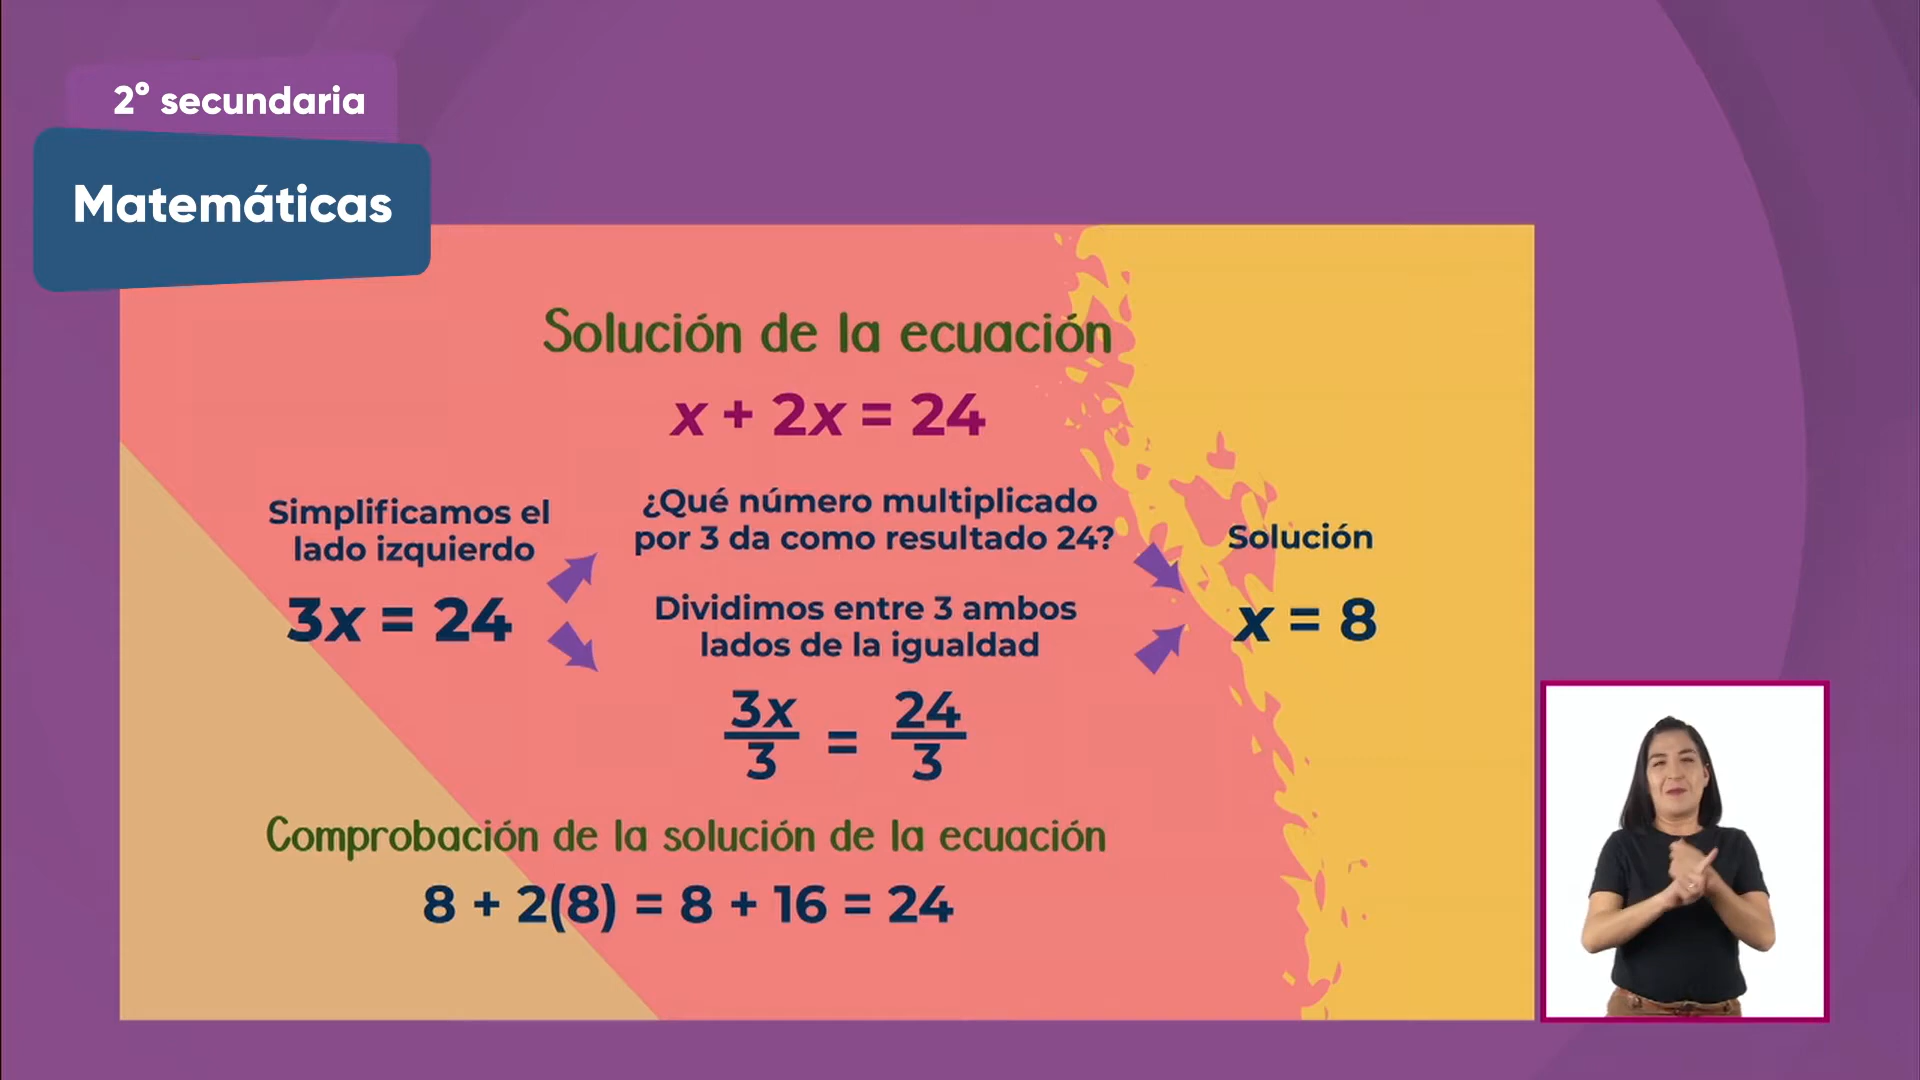 2° secundaria
Matemáticas
Solución de la ecuación
x + 2x = 24
Simplificamos el
lado izquierdo
3x = 24
¿Qué número multiplicado
por 3 da como resultado 24?
Dividimos entre 3 ambos
lados de la igualdad
3x/3 = 24/3
Solución
x = 8
Comprobación de la solución de la ecuación
8 + 2(8) = 8 + 16 = 24